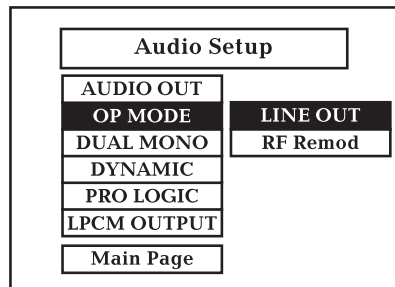 Audio Setup
AUDIO OUT
OP MODE
LINE OUT
DUAL MONO
RF Remod
DYNAMIC
PRO LOGIC
LPCM OUTPUT
Main Page